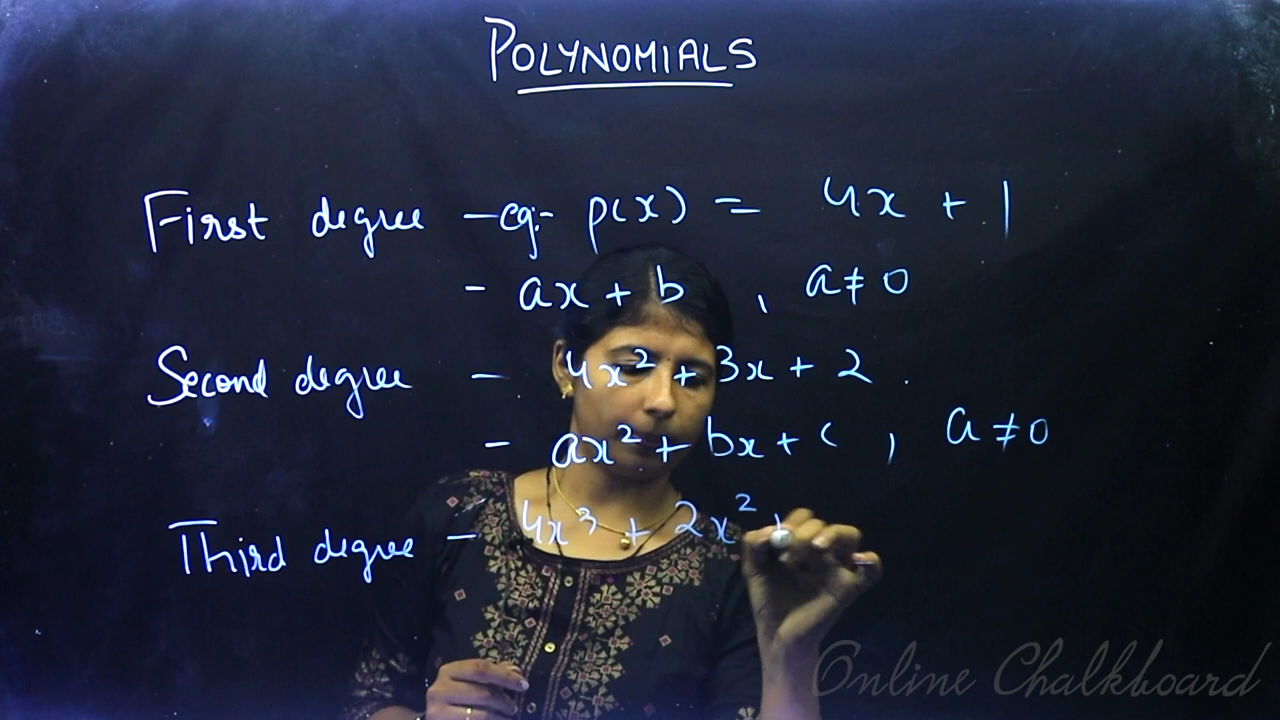 POLYNOMIALS
First degree - eg:- p(x) = 4x + 1
- ax + b , a≠0
Second degree - 4x² + 3x + 2 .
- ax² + bx + c , a≠0
Third degree - 4x³ + 2x² +
Online Chalkboard